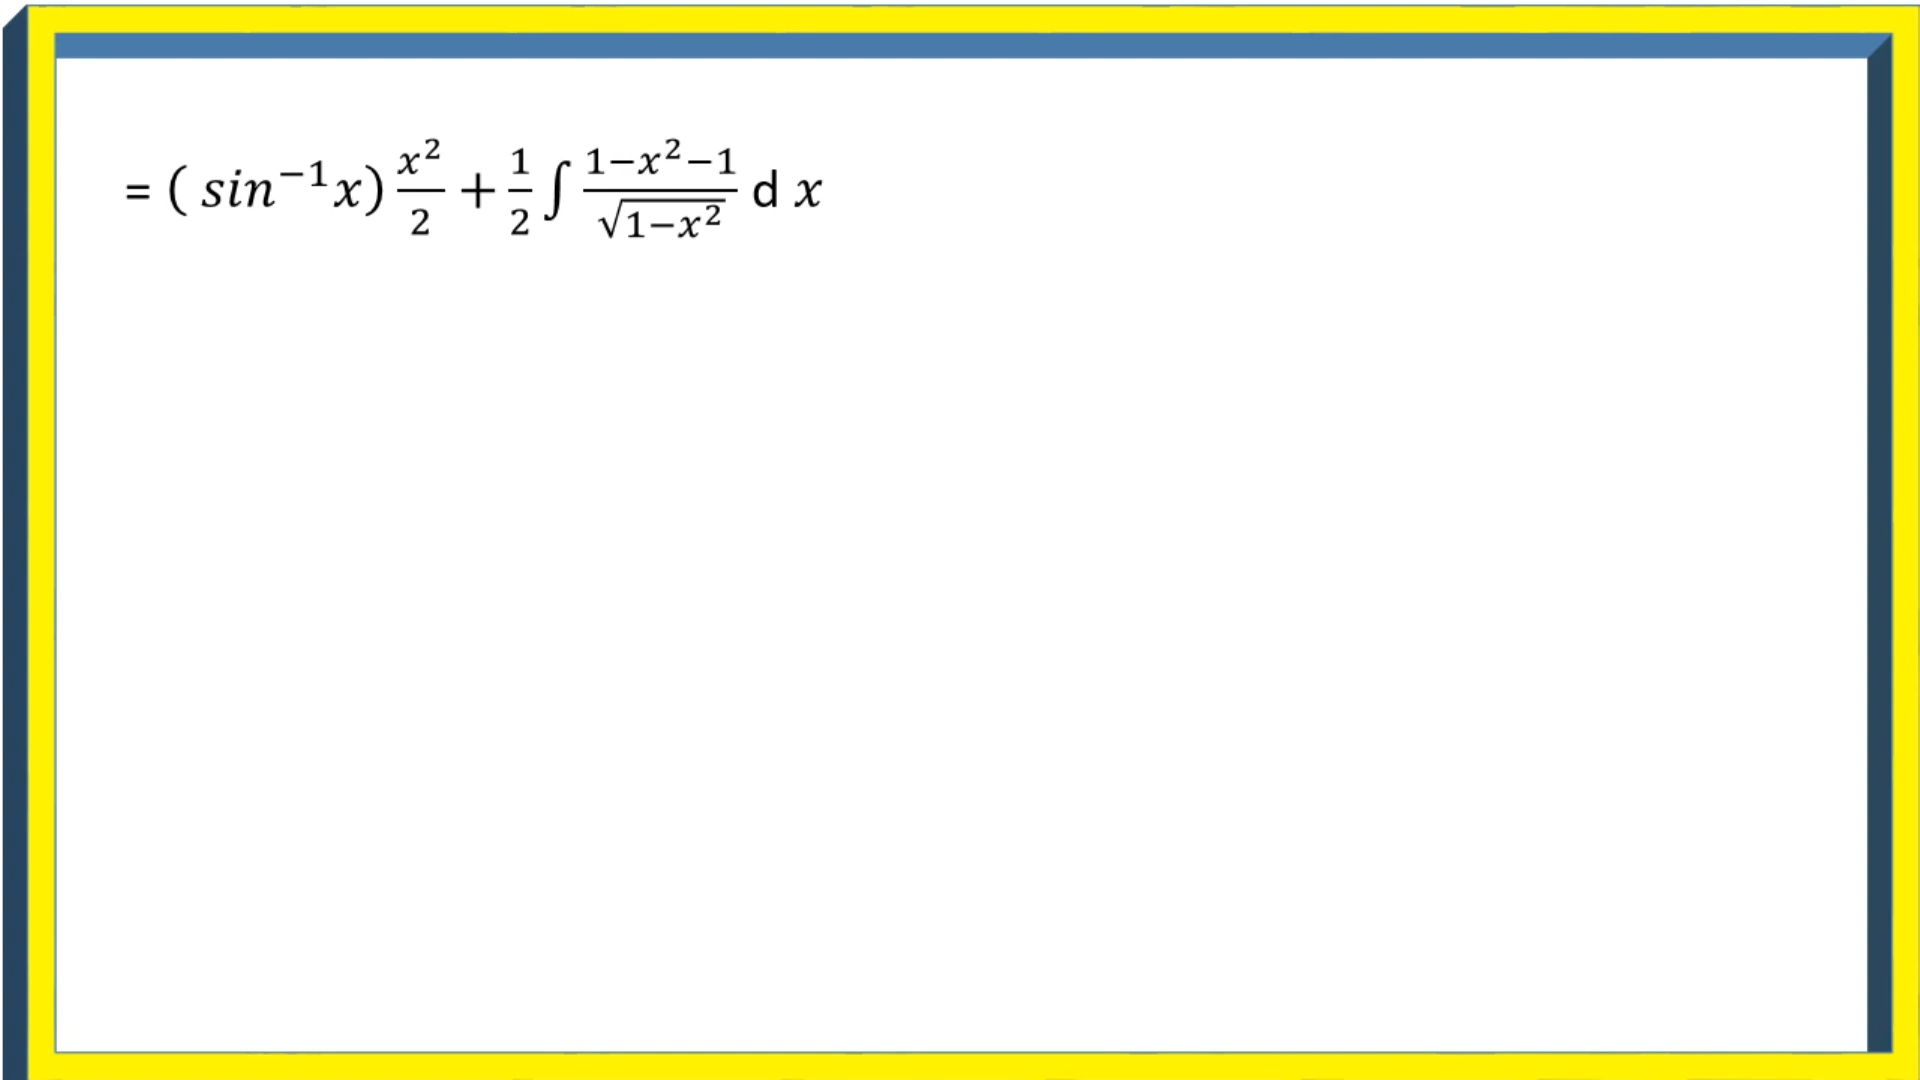 = ( sin⁻¹x) x²/2 + 1/2 ∫ (1−x²−1)/√(1−x²) d x